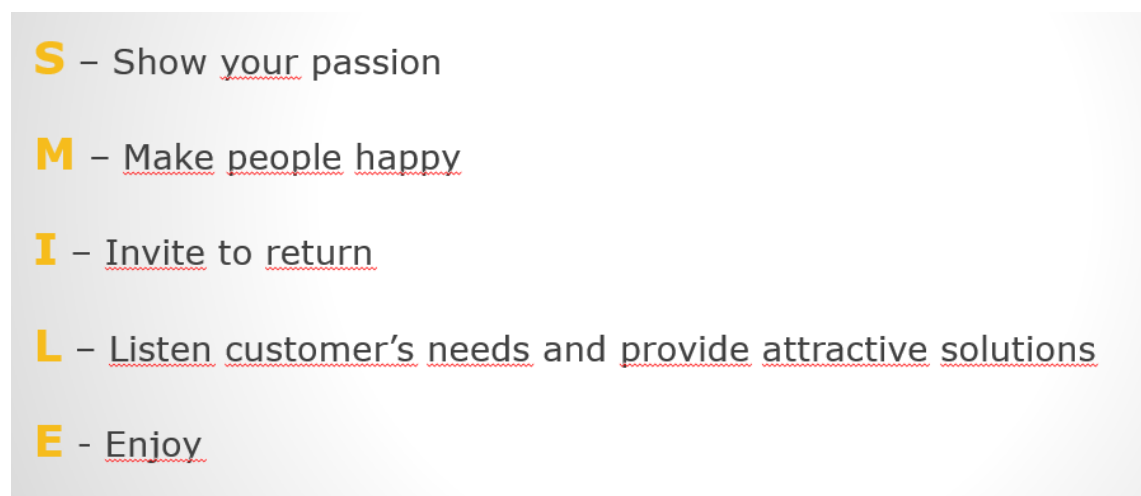 S – Show your passion
M – Make people happy
I – Invite to return
L – Listen customer’s needs and provide attractive solutions
E - Enjoy